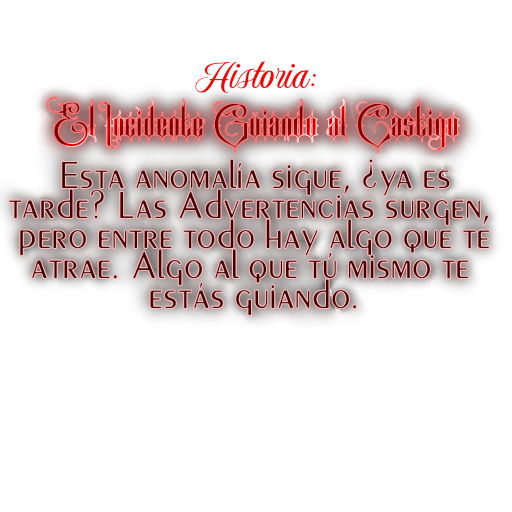 Historia:
El Incidente Guiando al Castigo
Esta anomalía sigue, ¿ya es
tarde? Las Advertencias surgen,
pero entre todo hay algo que te
atrae. Algo al que tú mismo te
estás guiando.